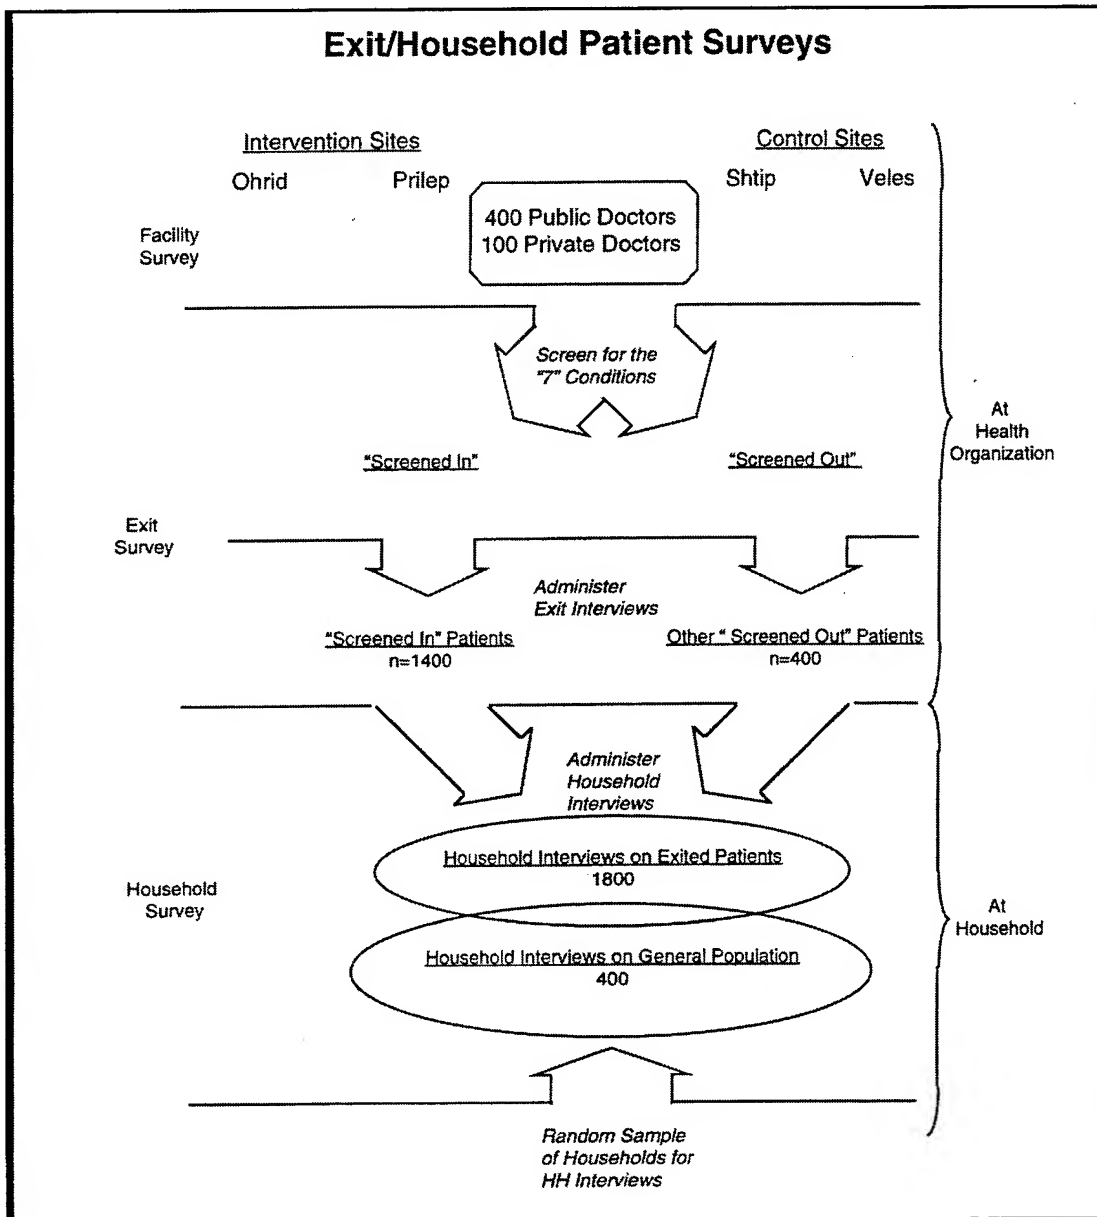 Exit/Household Patient Surveys
Intervention Sites
Control Sites
Ohrid
Prilep
Shtip
Veles
400 Public Doctors
100 Private Doctors
Facility
Survey
Screen for the
"7" Conditions
At
Health
Organization
"Screened In"
"Screened Out"
Exit
Survey
Administer
Exit Interviews
"Screened In" Patients
n=1400
Other " Screened Out" Patients
n=400
Administer
Household
Interviews
Household Interviews on Exited Patients
1800
Household
Survey
At
Household
Household Interviews on General Population
400
Random Sample
of Households for
HH Interviews